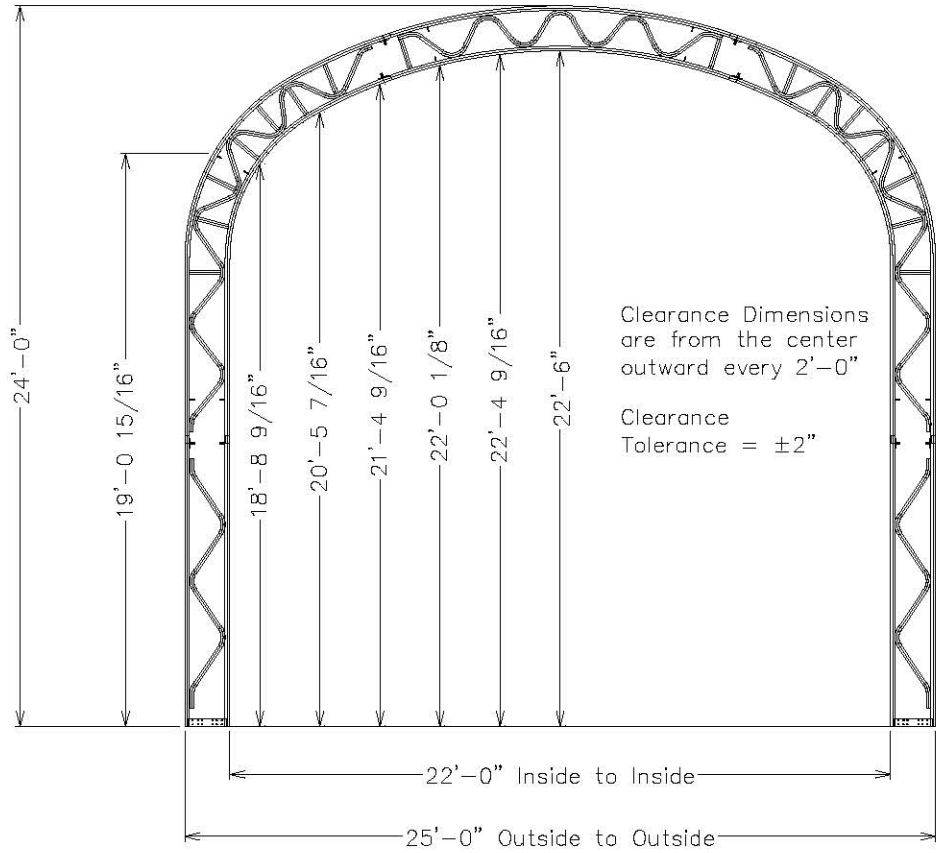 24'-0"
19'-0 15/16"
18'-8 9/16"
20'-5 7/16"
21'-4 9/16"
22'-0 1/8"
22'-4 9/16"
22'-6"
Clearance Dimensions
are from the center
outward every 2'-0"
Clearance
Tolerance = ±2"
22'-0" Inside to Inside
25'-0" Outside to Outside